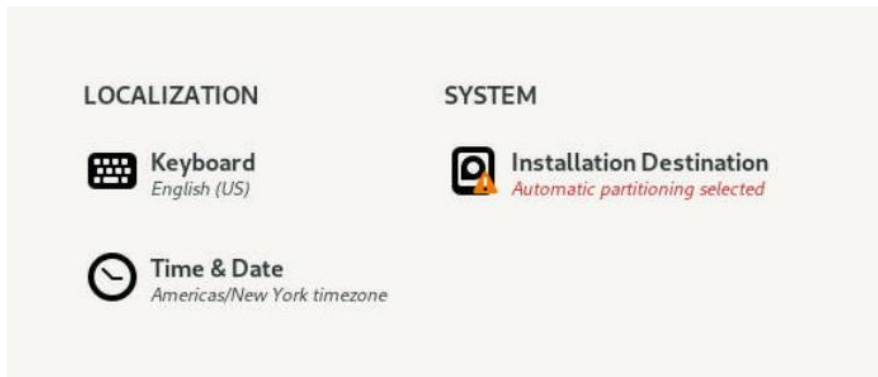 LOCALIZATION
Keyboard
English (US)
Time & Date
Americas/New York timezone
SYSTEM
Installation Destination
Automatic partitioning selected